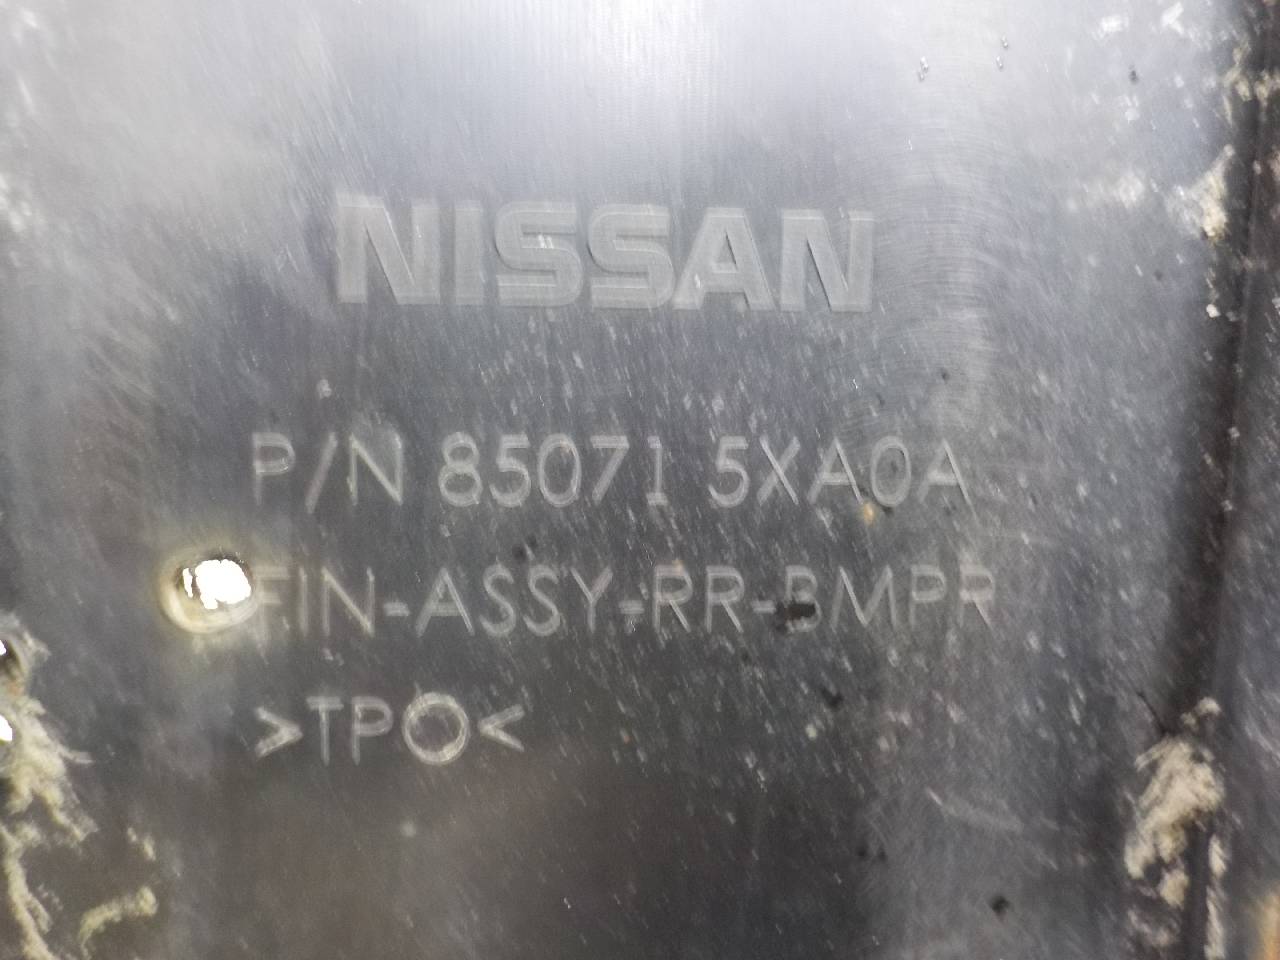 NISSAN
P/N 85071 5XA0A
FIN-ASSY-RR-BMPR
>TPO<